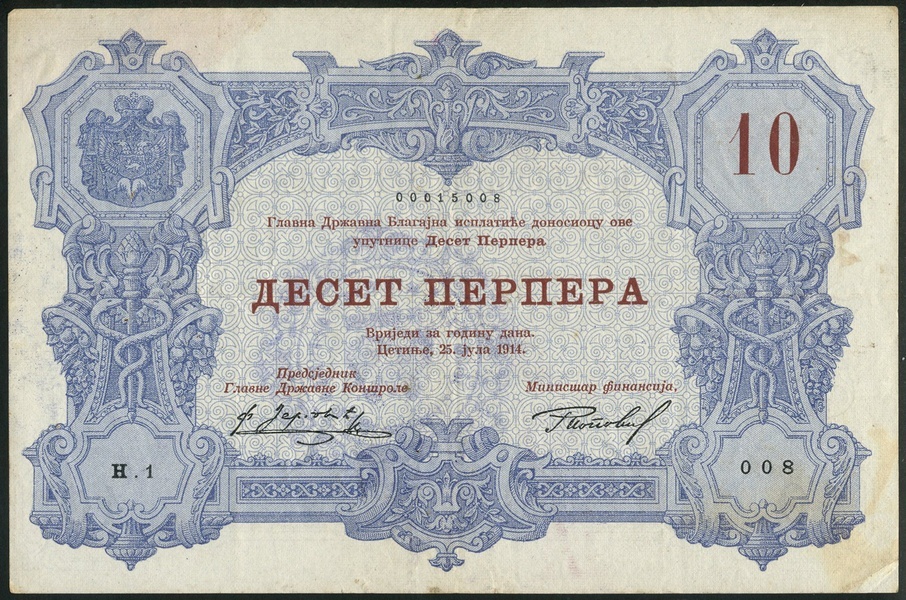 10
00015008
Главна Државна Благајна исплатиће доносиоцу ове
упутнице Десет Перпера
ДЕСЕТ ПЕРПЕРА
Вриједи за годину дана.
Цетиње, 25. јула 1914.
Предсједник
Главне Државне Контроле
Министар финансија,
Н.1
008